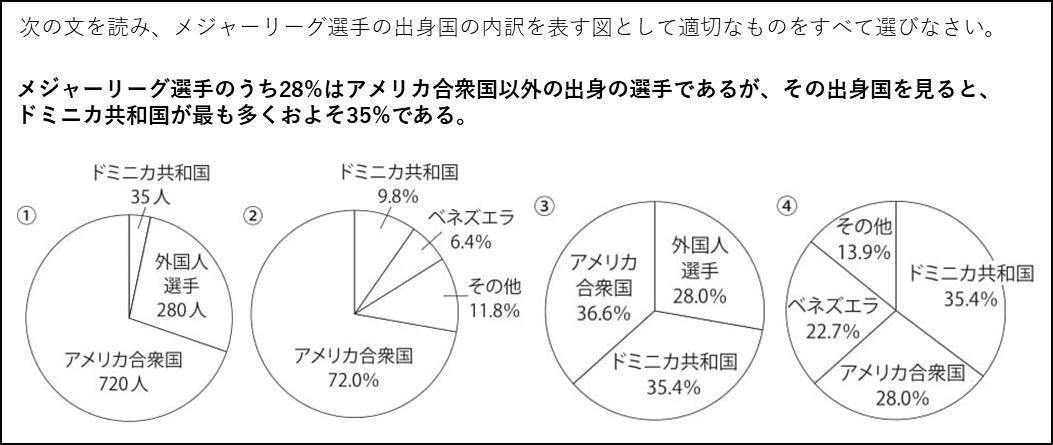 次の文を読み、メジャーリーグ選手の出身国の内訳を表す図として適切なものをすべて選びなさい。
メジャーリーグ選手のうち28%はアメリカ合衆国以外の出身の選手であるが、その出身国を見ると、
ドミニカ共和国が最も多くおよそ35%である。
①
ドミニカ共和国
35人
外国人
選手
280人
アメリカ合衆国
720人
②
ドミニカ共和国
9.8%
ベネズエラ
6.4%
その他
11.8%
アメリカ合衆国
72.0%
③
外国人
選手
28.0%
アメリカ
合衆国
36.6%
ドミニカ共和国
35.4%
④
その他
13.9%
ドミニカ共和国
35.4%
ベネズエラ
22.7%
アメリカ合衆国
28.0%